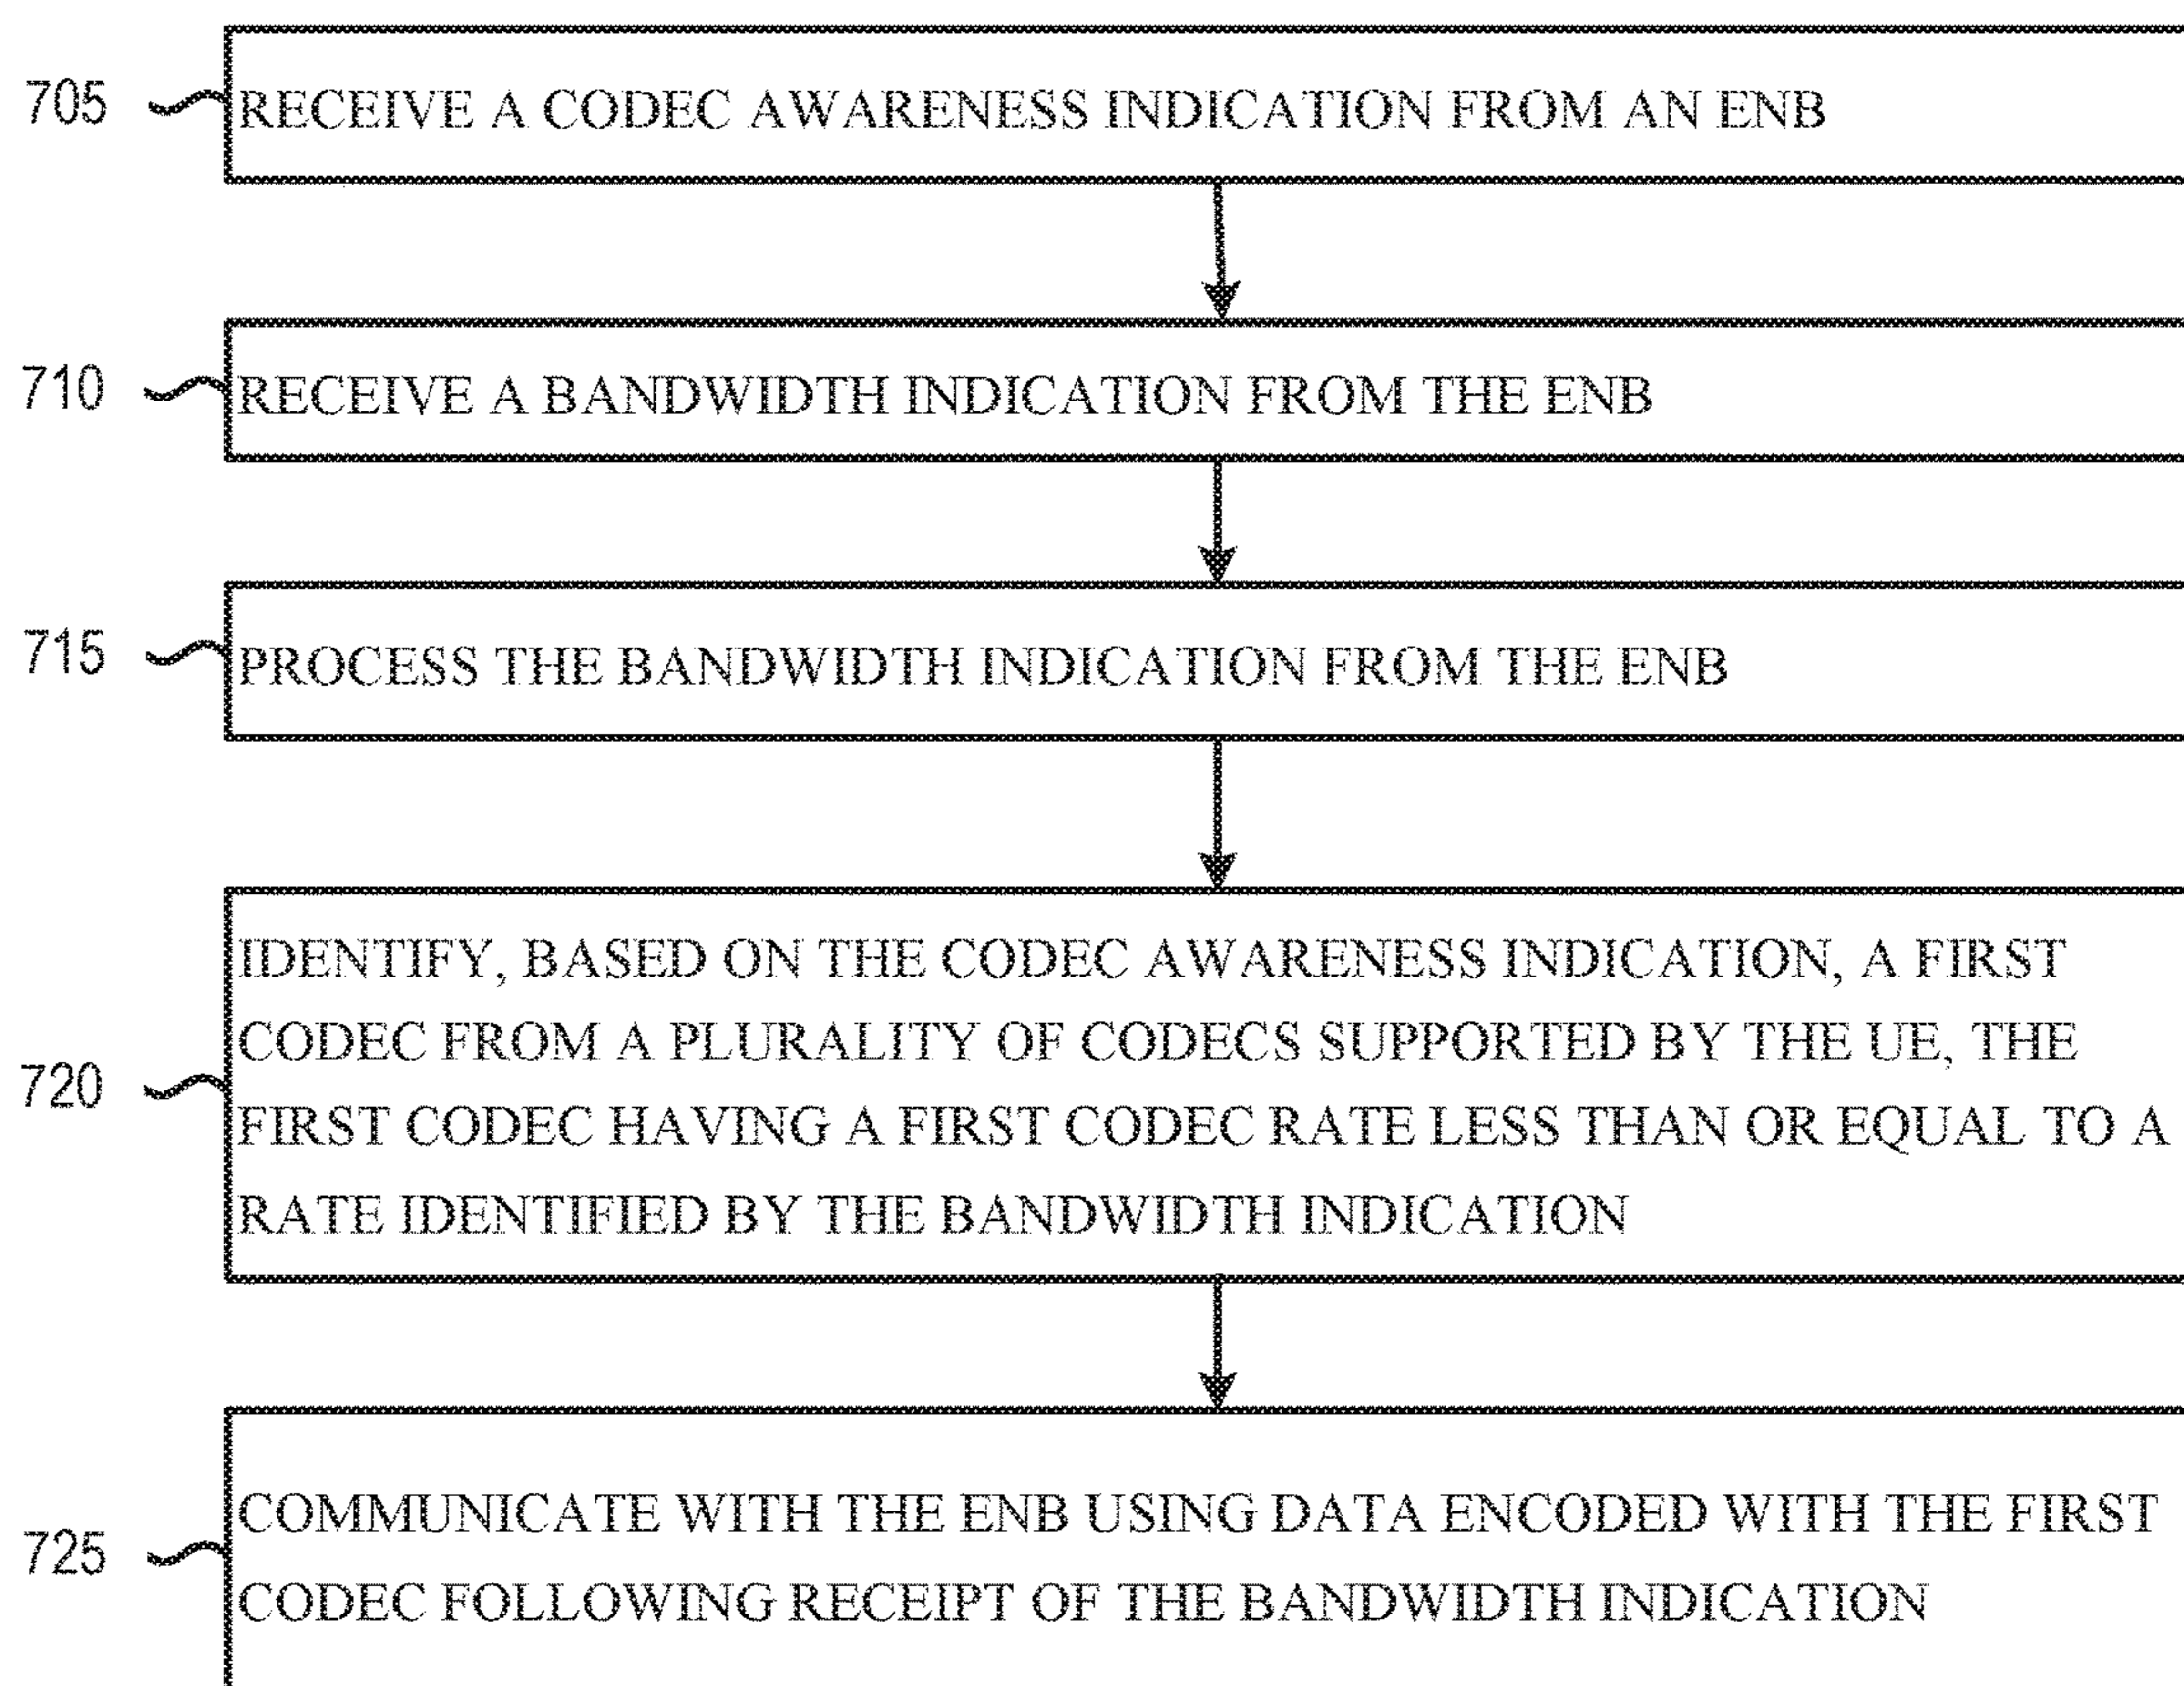 705
RECEIVE A CODEC AWARENESS INDICATION FROM AN ENB
710
RECEIVE A BANDWIDTH INDICATION FROM THE ENB
715
PROCESS THE BANDWIDTH INDICATION FROM THE ENB
720
IDENTIFY, BASED ON THE CODEC AWARENESS INDICATION, A FIRST
CODEC FROM A PLURALITY OF CODECS SUPPORTED BY THE UE, THE
FIRST CODEC HAVING A FIRST CODEC RATE LESS THAN OR EQUAL TO A
RATE IDENTIFIED BY THE BANDWIDTH INDICATION
725
COMMUNICATE WITH THE ENB USING DATA ENCODED WITH THE FIRST
CODEC FOLLOWING RECEIPT OF THE BANDWIDTH INDICATION